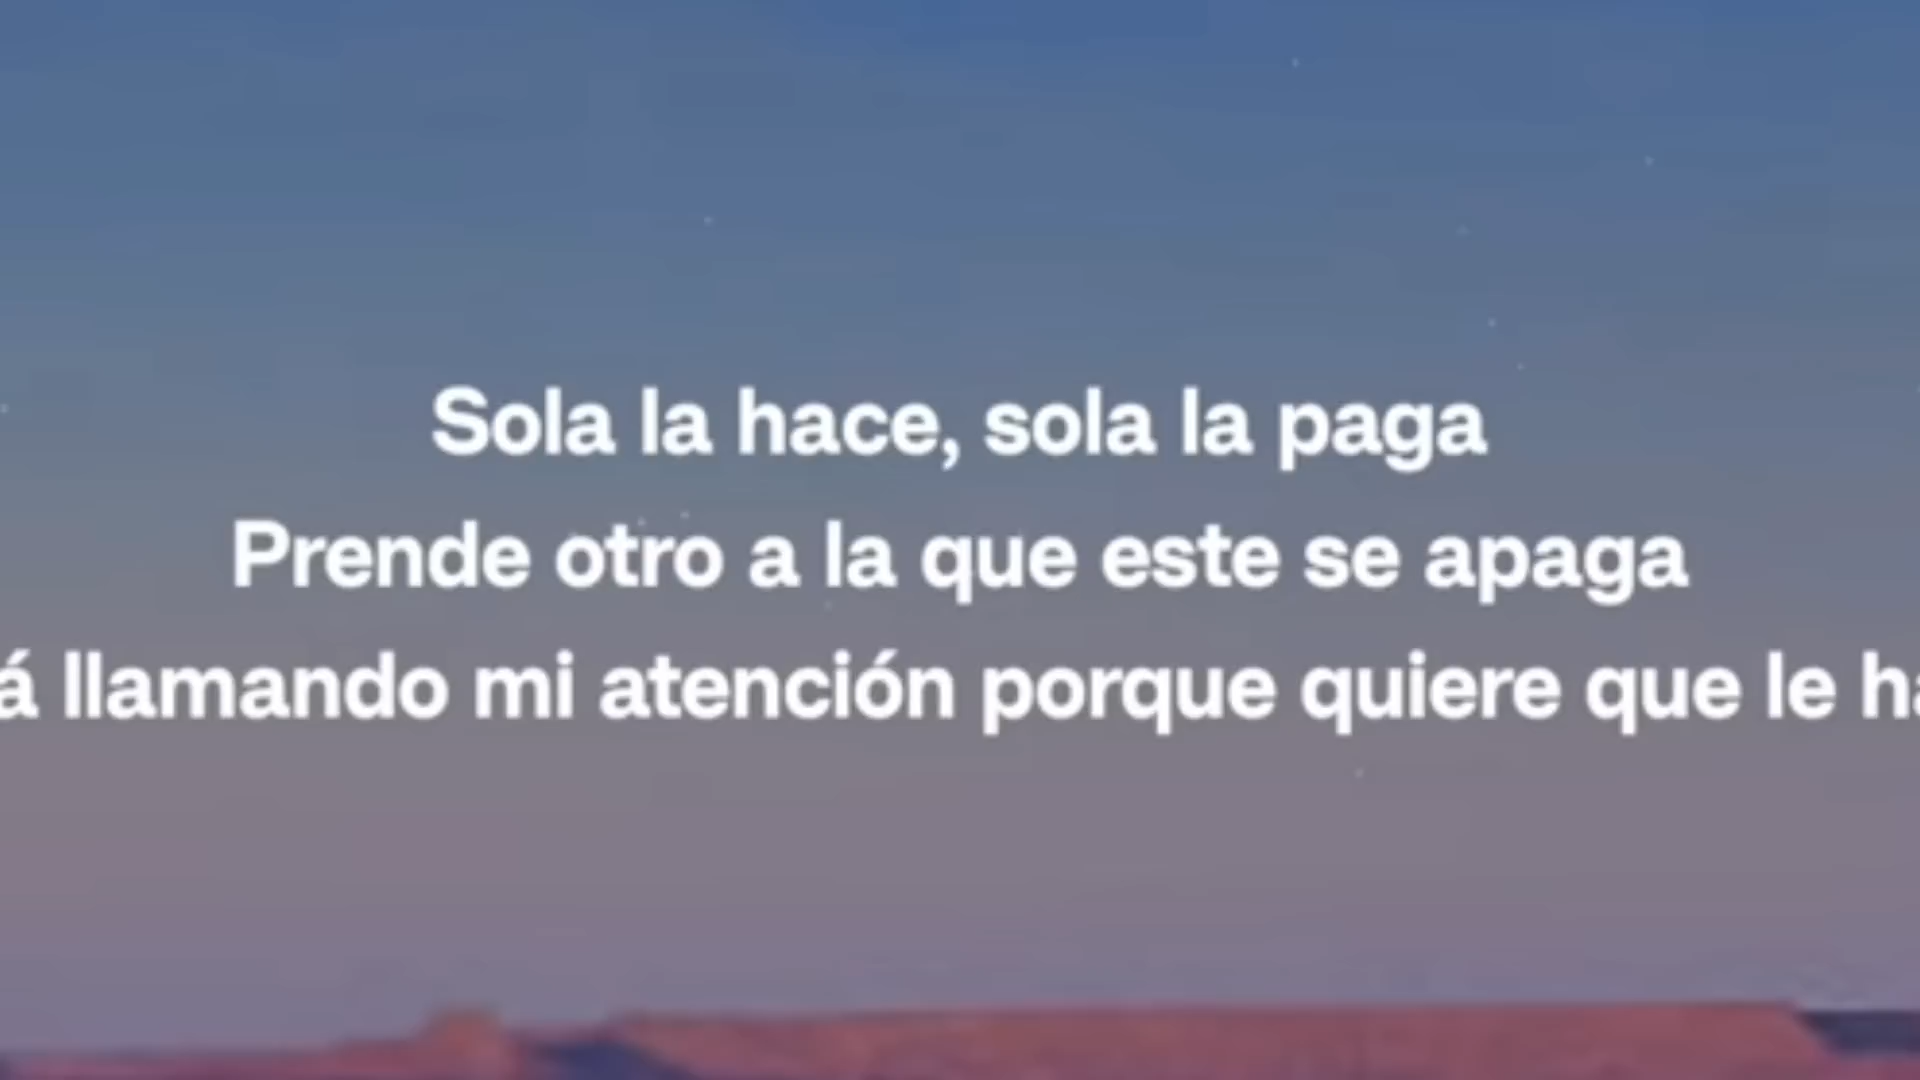 Sola la hace, sola la paga
Prende otro a la que este se apaga
llamando mi atención porque quiere que le